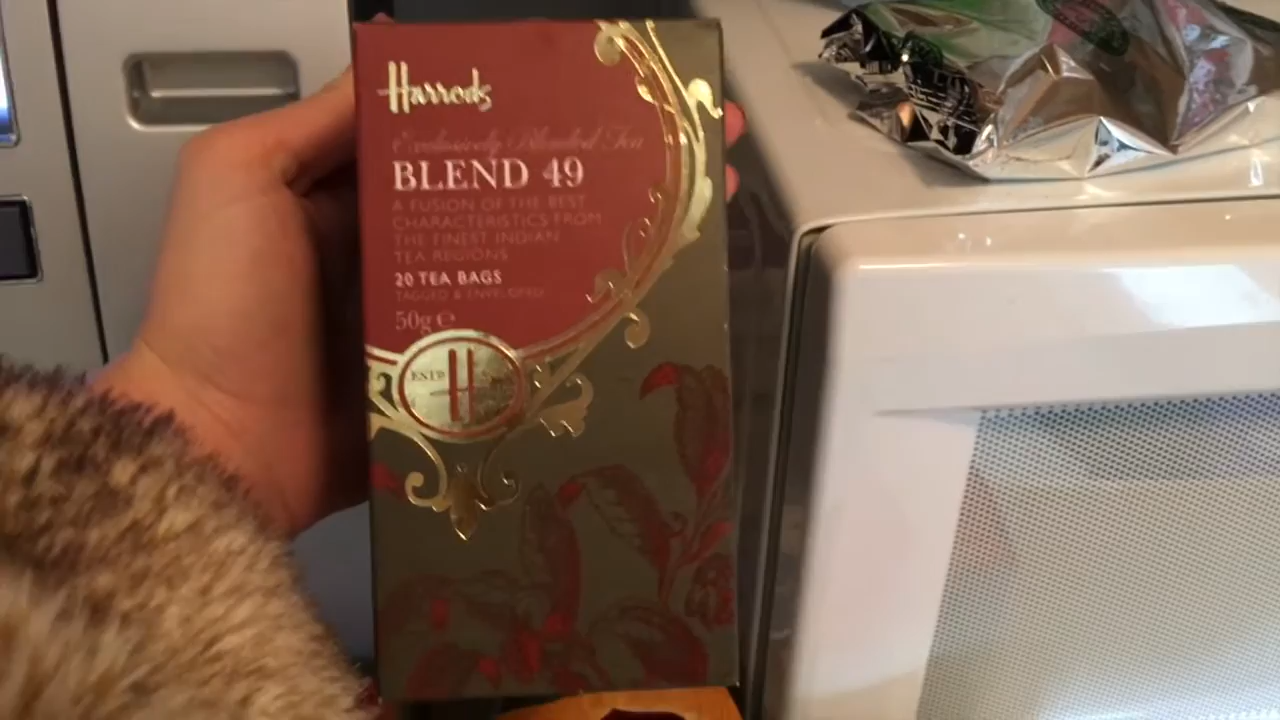 Harrods
Exclusively Blended Tea
BLEND 49
A FUSION OF THE BEST
CHARACTERISTICS FROM
THE FINEST INDIAN
TEA REGIONS
20 TEA BAGS
TAGGED & ENVELOPED
50g ℮
H